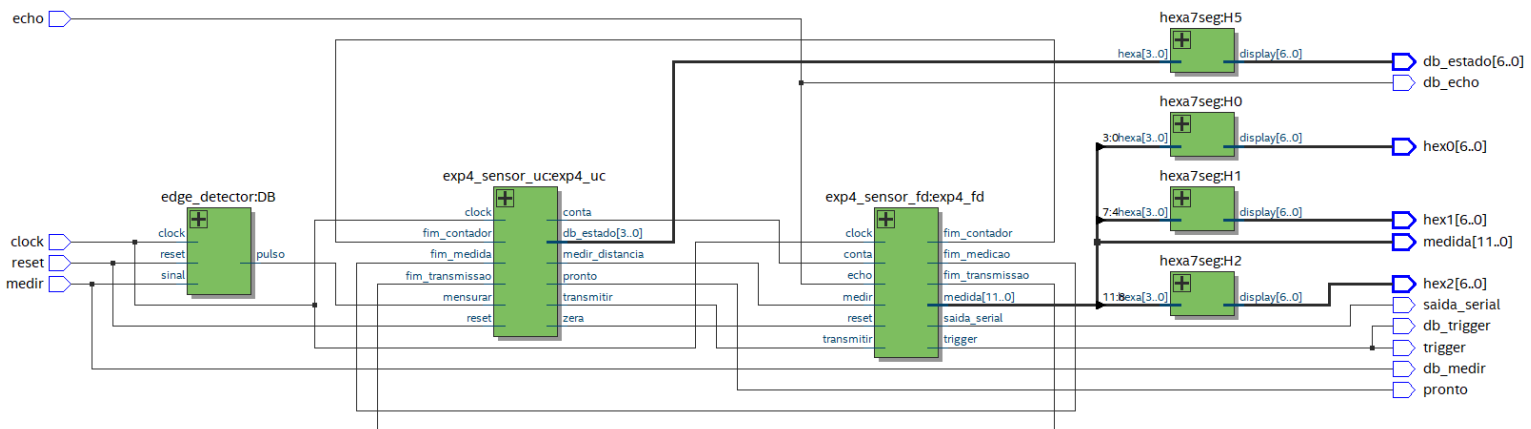 echo
clock
reset
medir
edge_detector:DB
clock
reset
sinal
pulso
exp4_sensor_uc:exp4_uc
clock
fim_contador
fim_medida
fim_transmissao
mensurar
reset
conta
db_estado[3..0]
medir_distancia
pronto
transmitir
zera
exp4_sensor_fd:exp4_fd
clock
conta
echo
medir
reset
transmitir
fim_contador
fim_medicao
fim_transmissao
medida[11..0]
saida_serial
trigger
hexa7seg:H5
hexa[3..0]
display[6..0]
hexa7seg:H0
3:0
hexa[3..0]
display[6..0]
hexa7seg:H1
7:4
hexa[3..0]
display[6..0]
hexa7seg:H2
11:8
hexa[3..0]
display[6..0]
db_estado[6..0]
db_echo
hex0[6..0]
hex1[6..0]
medida[11..0]
hex2[6..0]
saida_serial
db_trigger
trigger
db_medir
pronto